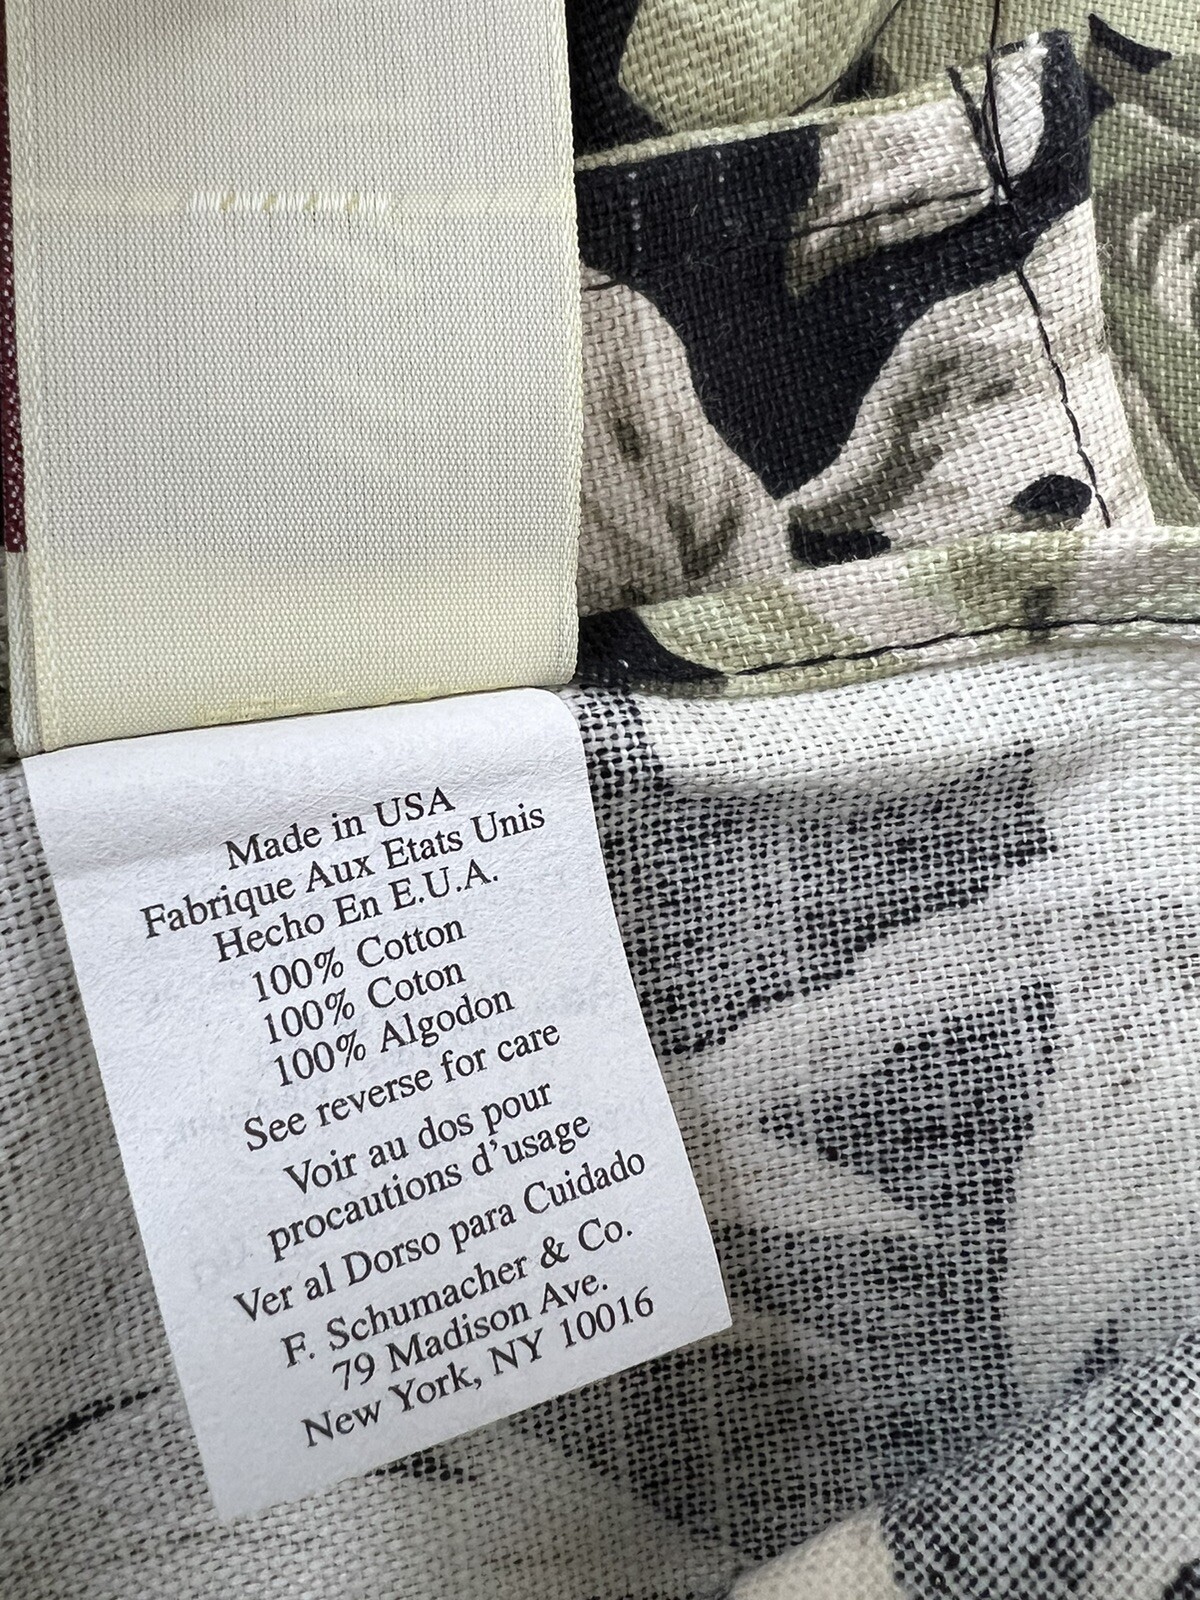 Made in USA
Fabrique Aux Etats Unis
Hecho En E.U.A.
100% Cotton
100% Coton
100% Algodon
See reverse for care
Voir au dos pour
procautions d'usage
Ver al Dorso para Cuidado
F. Schumacher & Co.
79 Madison Ave.
New York, NY 10016